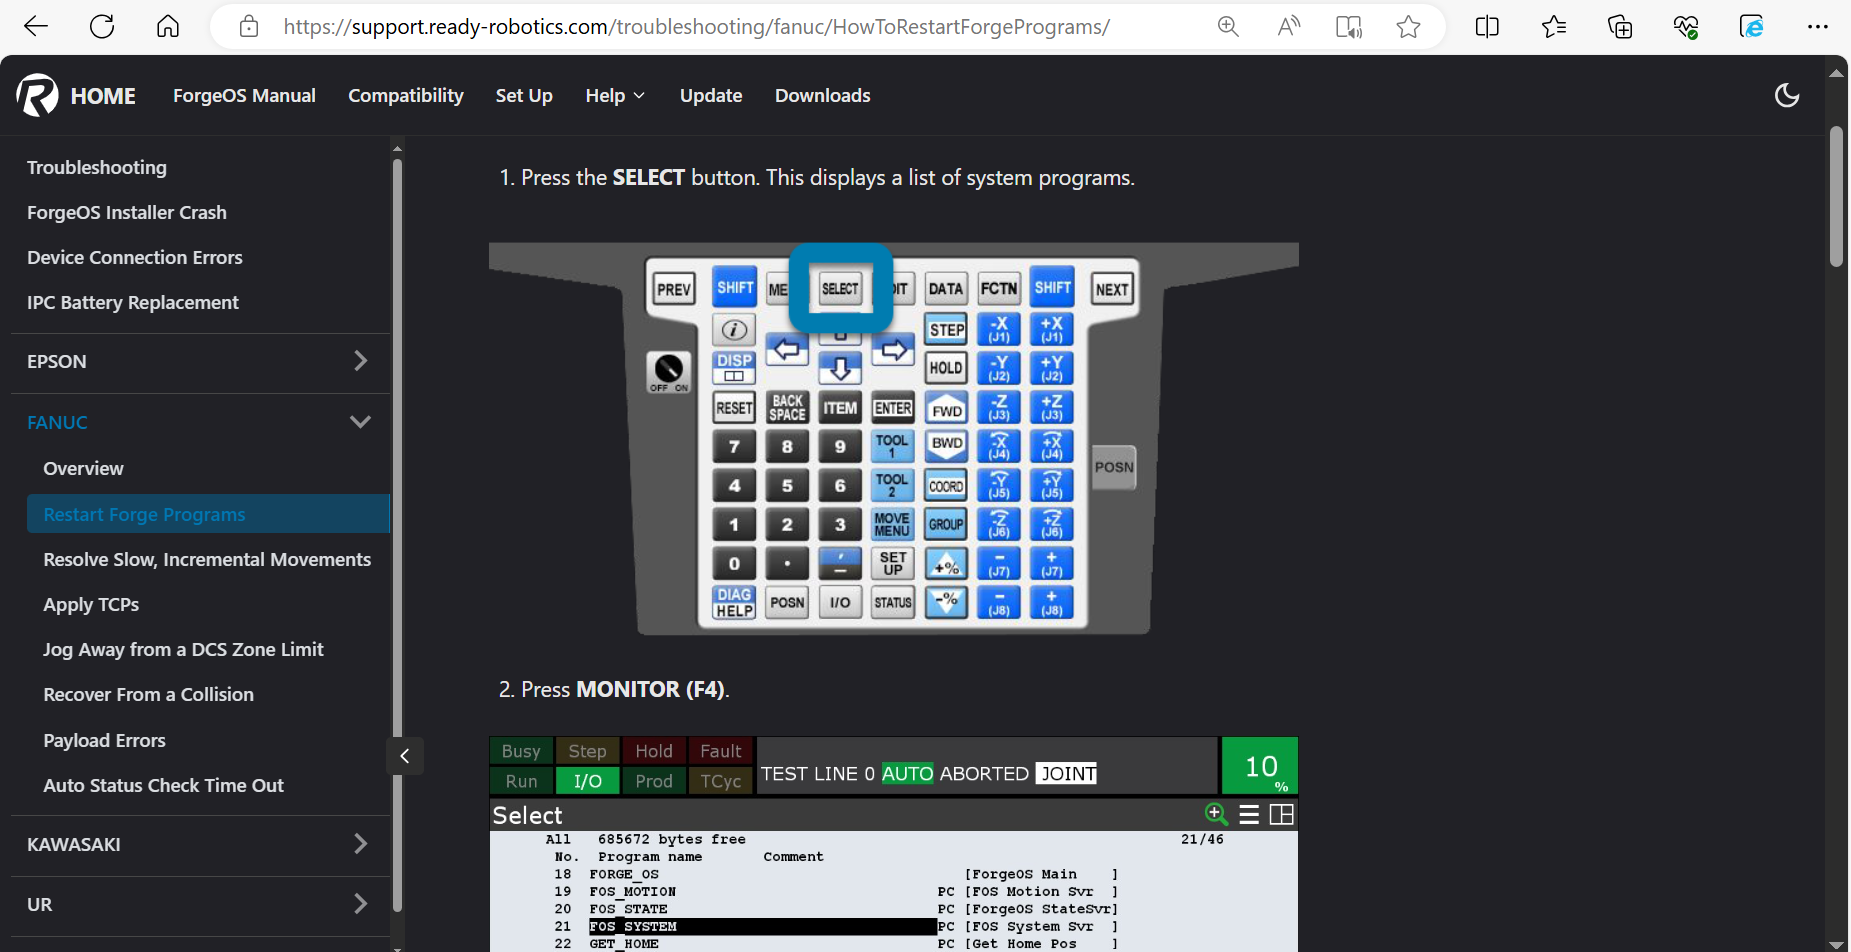 https://support.ready-robotics.com/troubleshooting/fanuc/HowToRestartForgePrograms/
HOME ForgeOS Manual Compatibility Set Up Help Update Downloads
Troubleshooting
ForgeOS Installer Crash
Device Connection Errors
IPC Battery Replacement
EPSON
FANUC
Overview
Restart Forge Programs
Resolve Slow, Incremental Movements
Apply TCPs
Jog Away from a DCS Zone Limit
Recover From a Collision
Payload Errors
Auto Status Check Time Out
KAWASAKI
UR
1. Press the SELECT button. This displays a list of system programs.
PREV SHIFT ME SELECT IT DATA FCTN SHIFT NEXT
i STEP -X (J1) +X (J1)
OFF ON DISP HOLD -Y (J2) +Y (J2)
RESET BACK SPACE ITEM ENTER FWD -Z (J3) +Z (J3)
7 8 9 TOOL 1 BWD -X (J4) +X (J4)
POSN
4 5 6 TOOL 2 COORD -Y (J5) +Y (J5)
1 2 3 MOVE MENU GROUP -Z (J6) +Z (J6)
0 . , - SET UP +% - (J7) + (J7)
DIAG HELP POSN I/O STATUS -% - (J8) + (J8)
2. Press MONITOR (F4).
Busy Step Hold Fault
Run I/O Prod TCyc
TEST LINE 0 AUTO ABORTED JOINT
10 %
Select
All 685672 bytes free 21/46
No. Program name Comment
18 FORGE_OS [ForgeOS Main ]
19 FOS_MOTION PC [FOS Motion Svr ]
20 FOS_STATE PC [ForgeOS StateSvr]
21 FOS_SYSTEM PC [FOS System Svr ]
22 GET_HOME PC [Get Home Pos ]